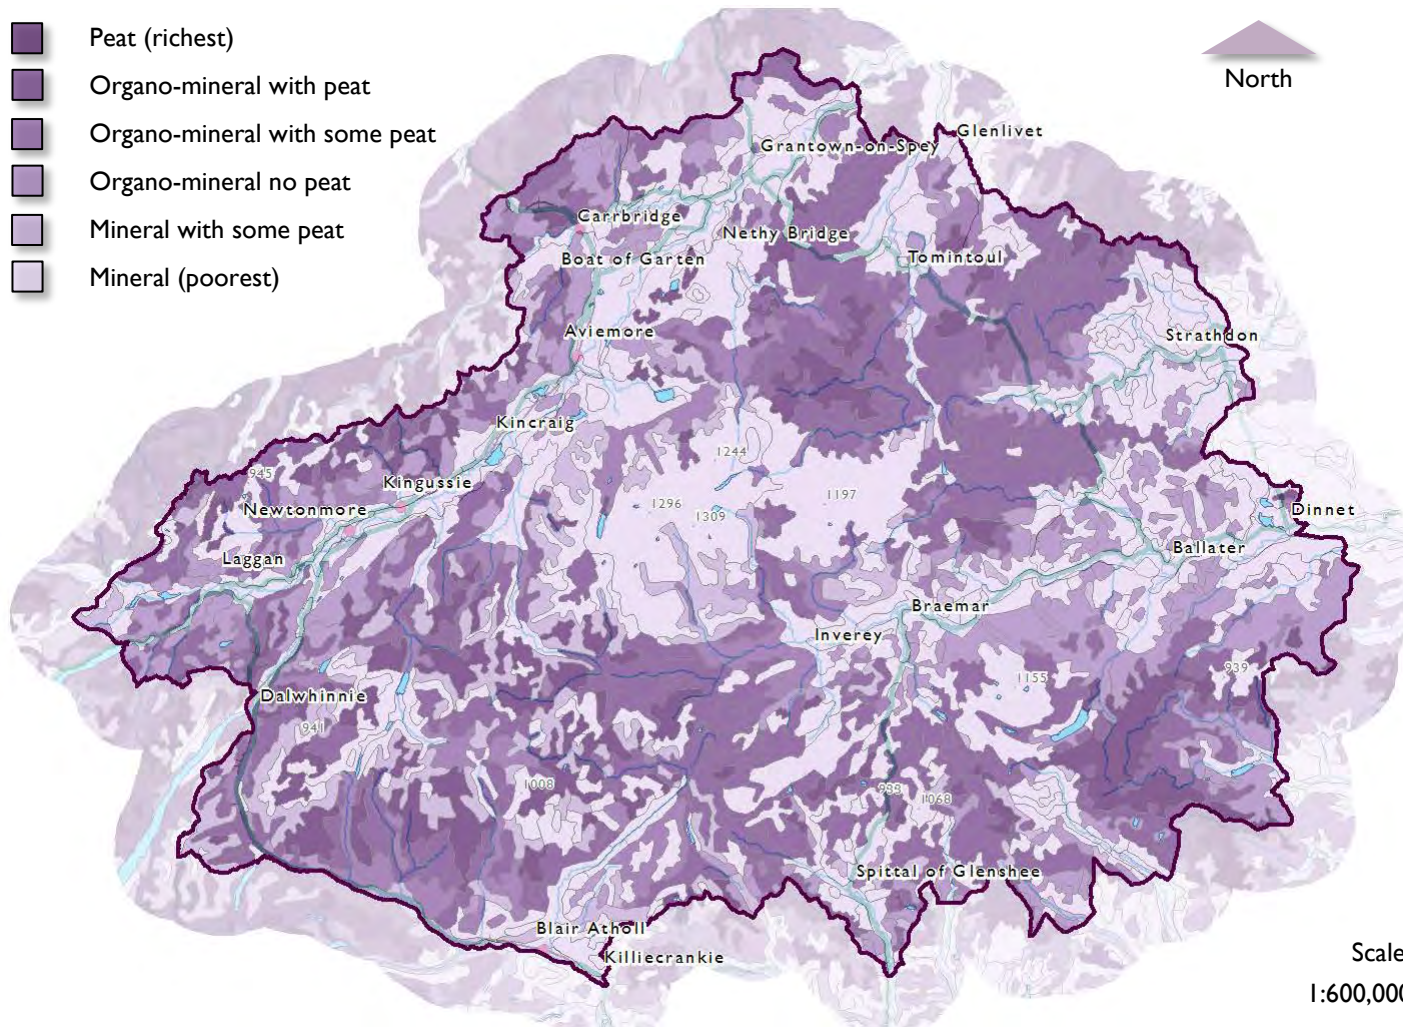 Peat (richest)
Organo-mineral with peat
Organo-mineral with some peat
Organo-mineral no peat
Mineral with some peat
Mineral (poorest)
North
Glenlivet
Grantown-on-Spey
Carrbridge
Nethy Bridge
Boat of Garten
Tomintoul
Aviemore
Strathdon
Kincraig
1244
945
Kingussie
1197
1296
1309
Newtonmore
Dinnet
Laggan
Ballater
Braemar
Inverey
939
1155
Dalwhinnie
941
1008
933
1068
Spittal of Glenshee
Blair Atholl
Killiecrankie
Scale
1:600,000